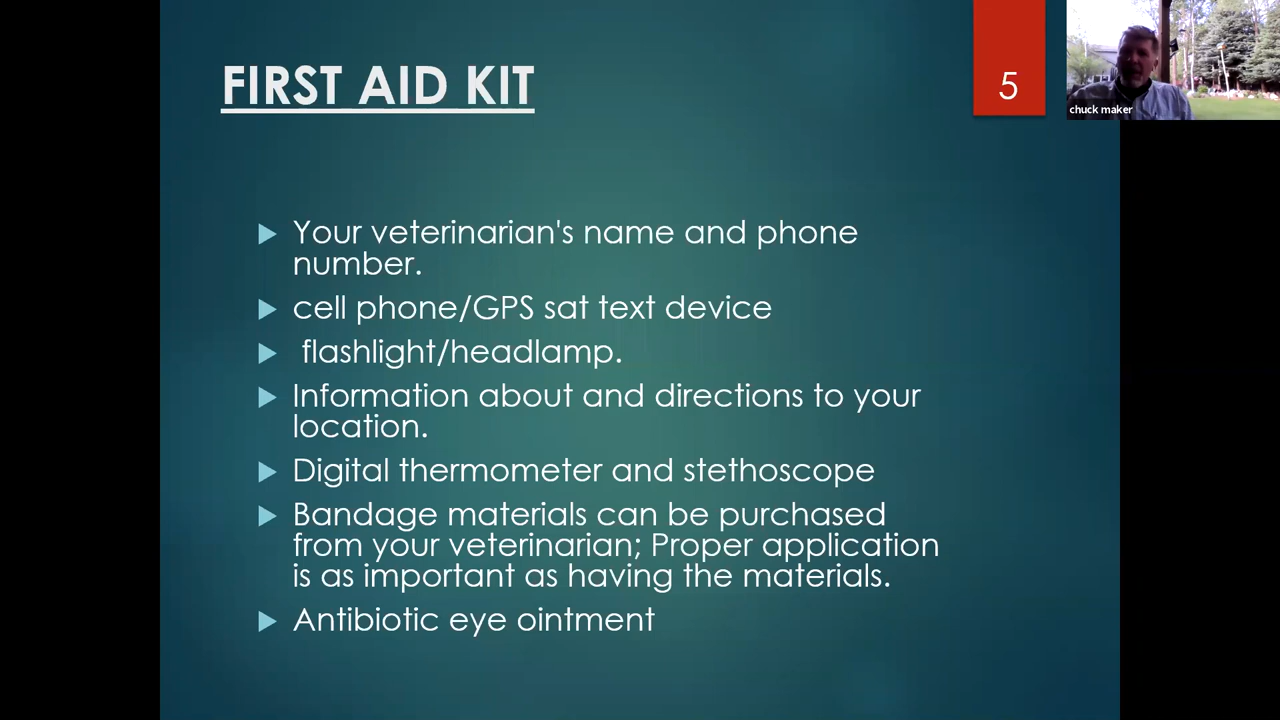 FIRST AID KIT
5
chuck maker
Your veterinarian's name and phone
number.
cell phone/GPS sat text device
flashlight/headlamp.
Information about and directions to your
location.
Digital thermometer and stethoscope
Bandage materials can be purchased
from your veterinarian; Proper application
is as important as having the materials.
Antibiotic eye ointment